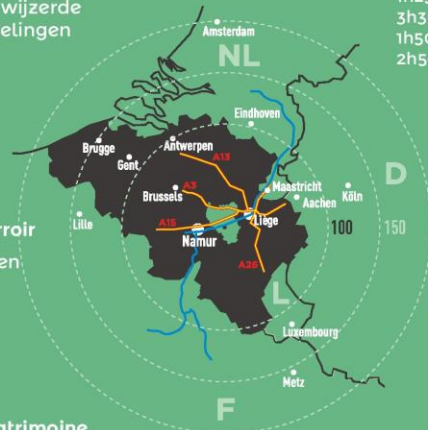 wijzerde
elingen
Amsterdam
NL
3h3
1h50
2h5
Eindhoven
Brugge
Antwerpen
A13
Gent
D
Brussels
A3
Maastricht
Köln
Aachen
Lille
A15
Liège
100
150
rroir
Namur
en
A26
L
Luxembourg
Metz
F
atrimoine